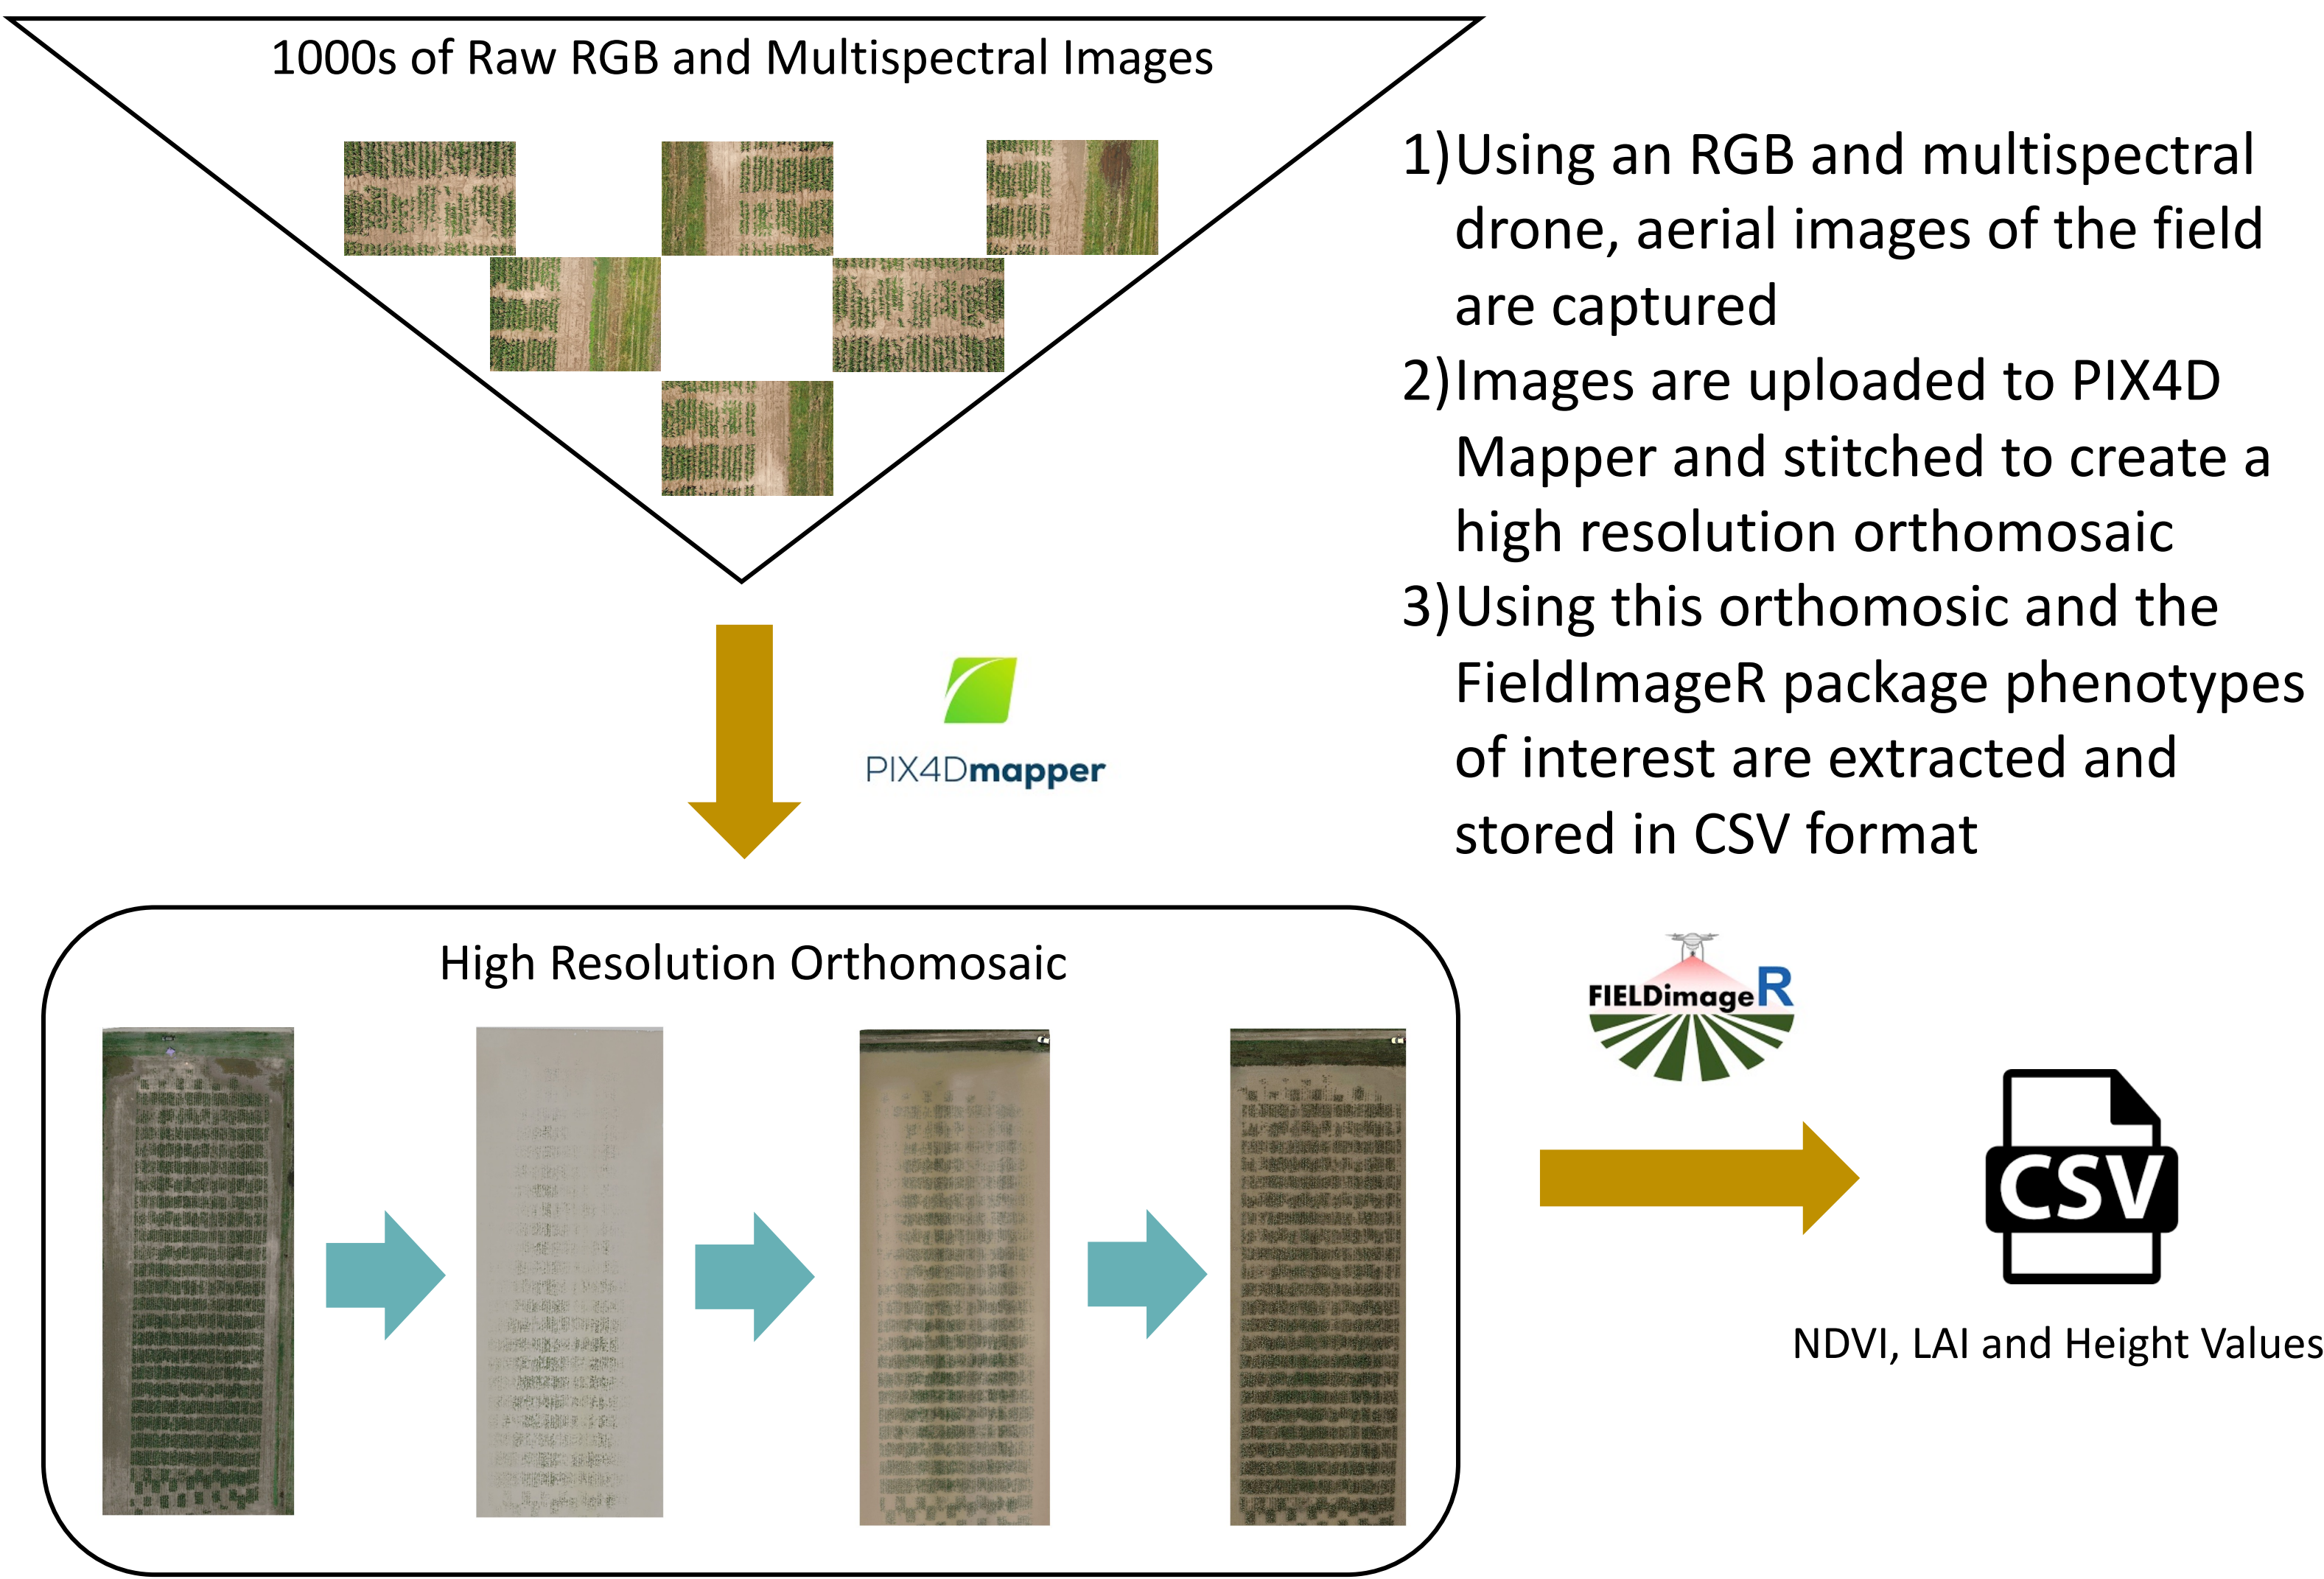 1000s of Raw RGB and Multispectral Images
1)Using an RGB and multispectral
drone, aerial images of the field
are captured
2)Images are uploaded to PIX4D
Mapper and stitched to create a
high resolution orthomosaic
3)Using this orthomosic and the
FieldImageR package phenotypes
of interest are extracted and
stored in CSV format
PIX4Dmapper
High Resolution Orthomosaic
FIELDimageR
CSV
NDVI, LAI and Height Values